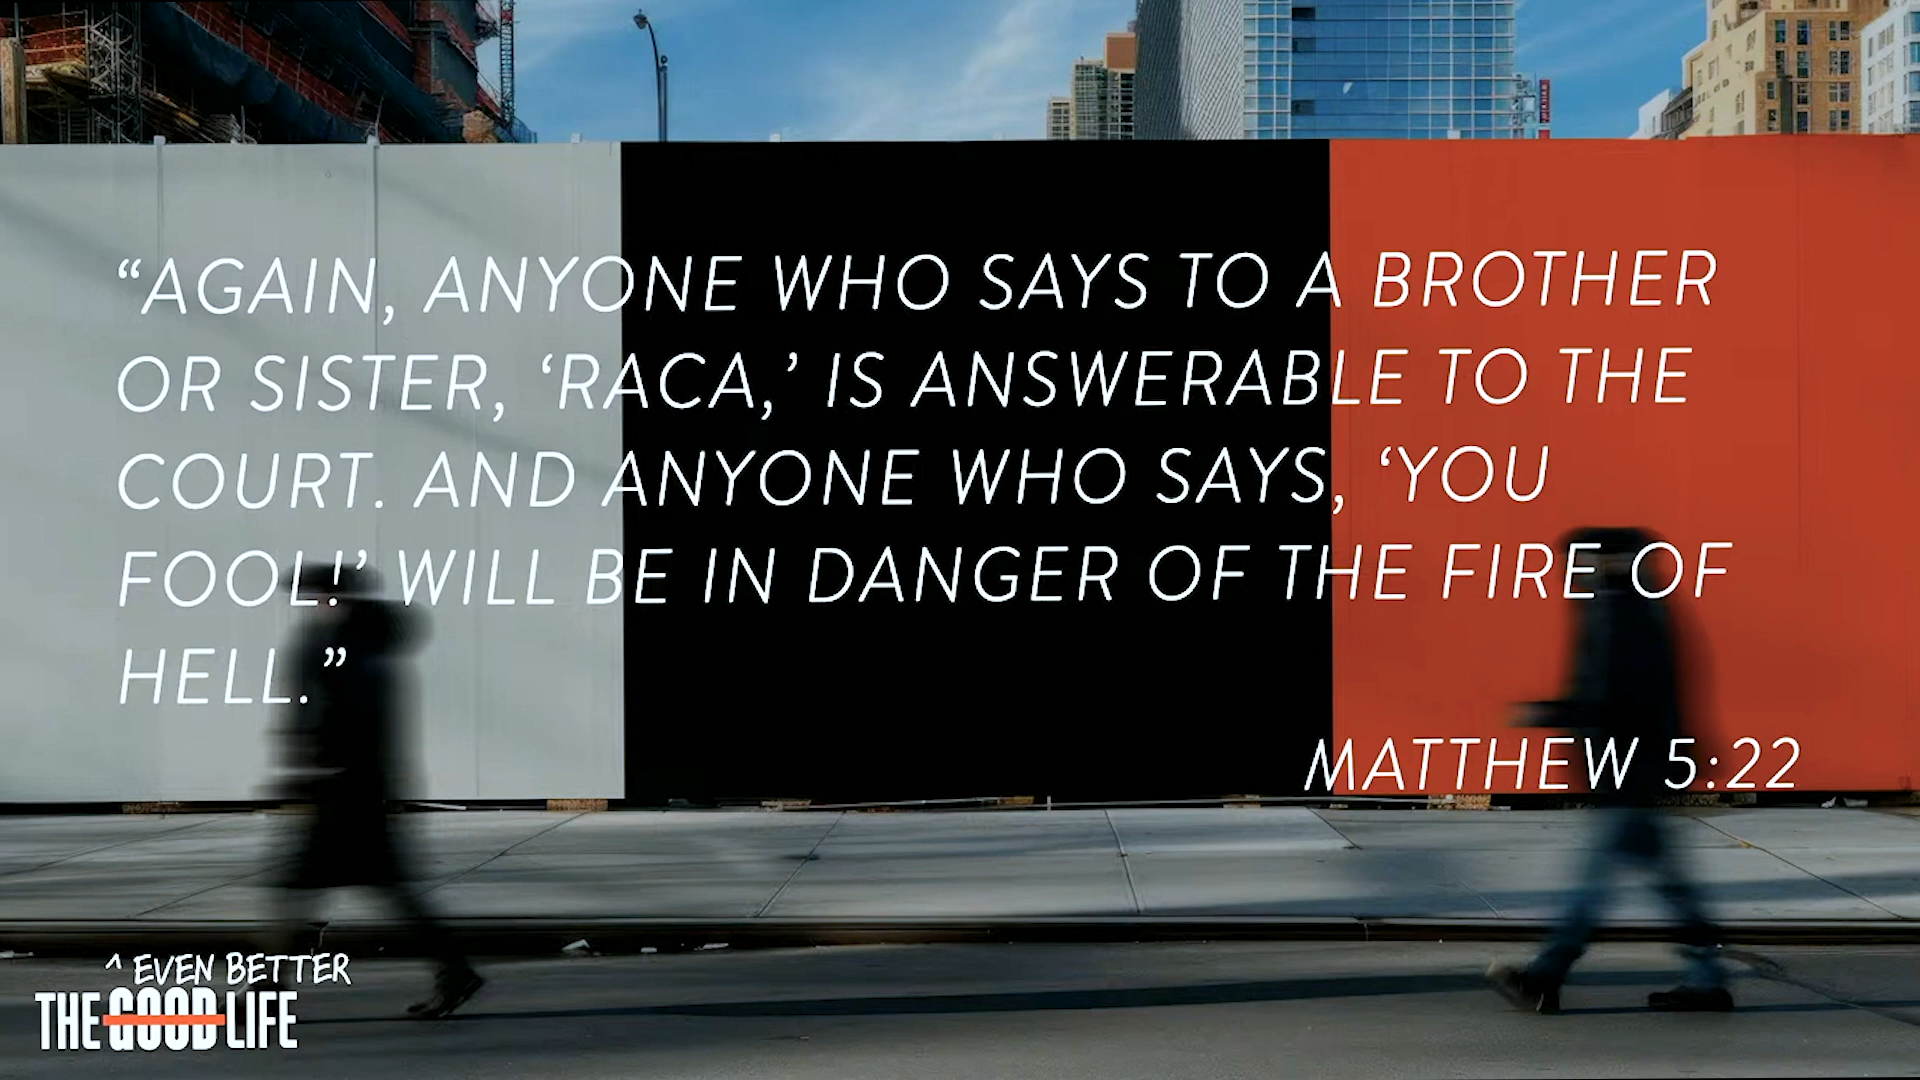 “AGAIN, ANYONE WHO SAYS TO A BROTHER
OR SISTER, ‘RACA,’ IS ANSWERABLE TO THE
COURT. AND ANYONE WHO SAYS, ‘YOU
FOOL!’ WILL BE IN DANGER OF THE FIRE OF
HELL.”
MATTHEW 5:22
^ EVEN BETTER
THE GOOD LIFE